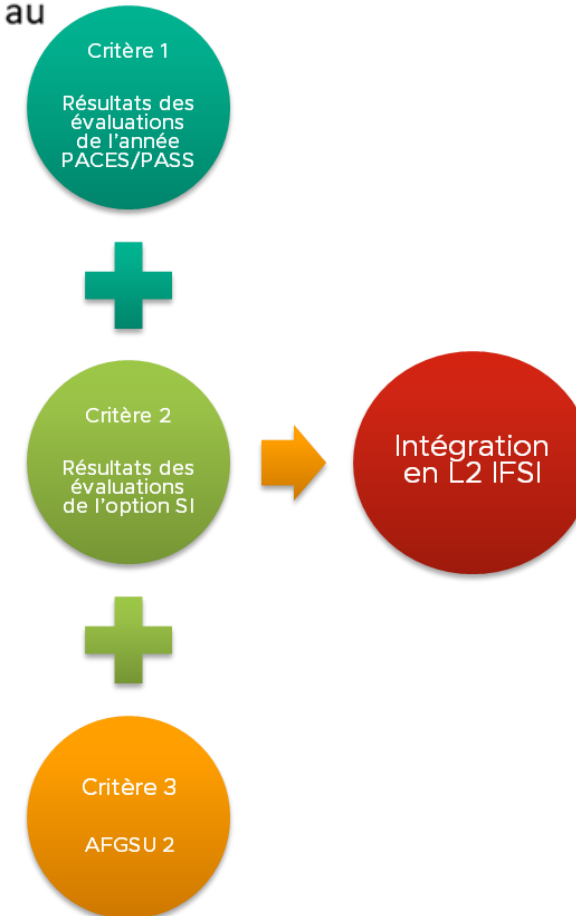 au
Critère 1
Résultats des
évaluations
de l'année
PACES/PASS
Critère 2
Résultats des
évaluations
de l'option SI
Intégration
en L2 IFSI
Critère 3
AFGSU 2